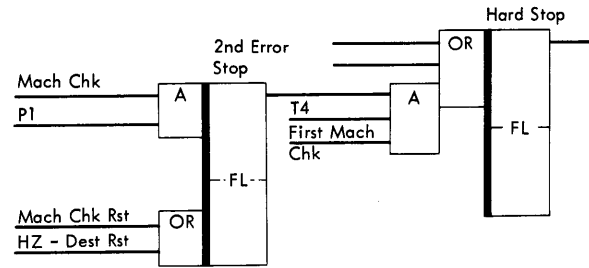 Hard Stop
OR
2nd Error
Stop
Mach Chk
A
P1
A
T4
First Mach
Chk
FL
FL
Mach Chk Rst
OR
HZ - Dest Rst